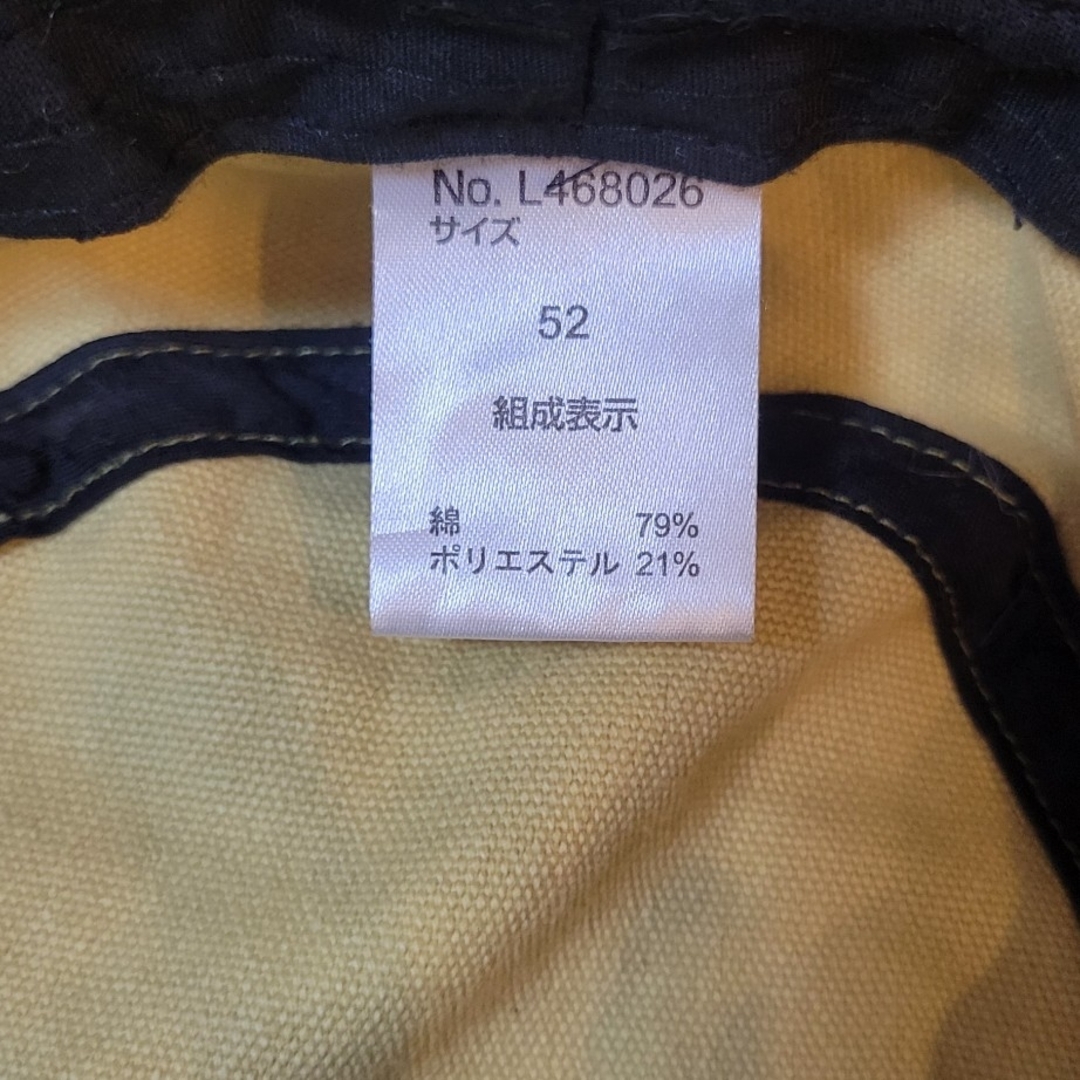 No. L468026
サイズ
52
組成表示
綿 79%
ポリエステル 21%